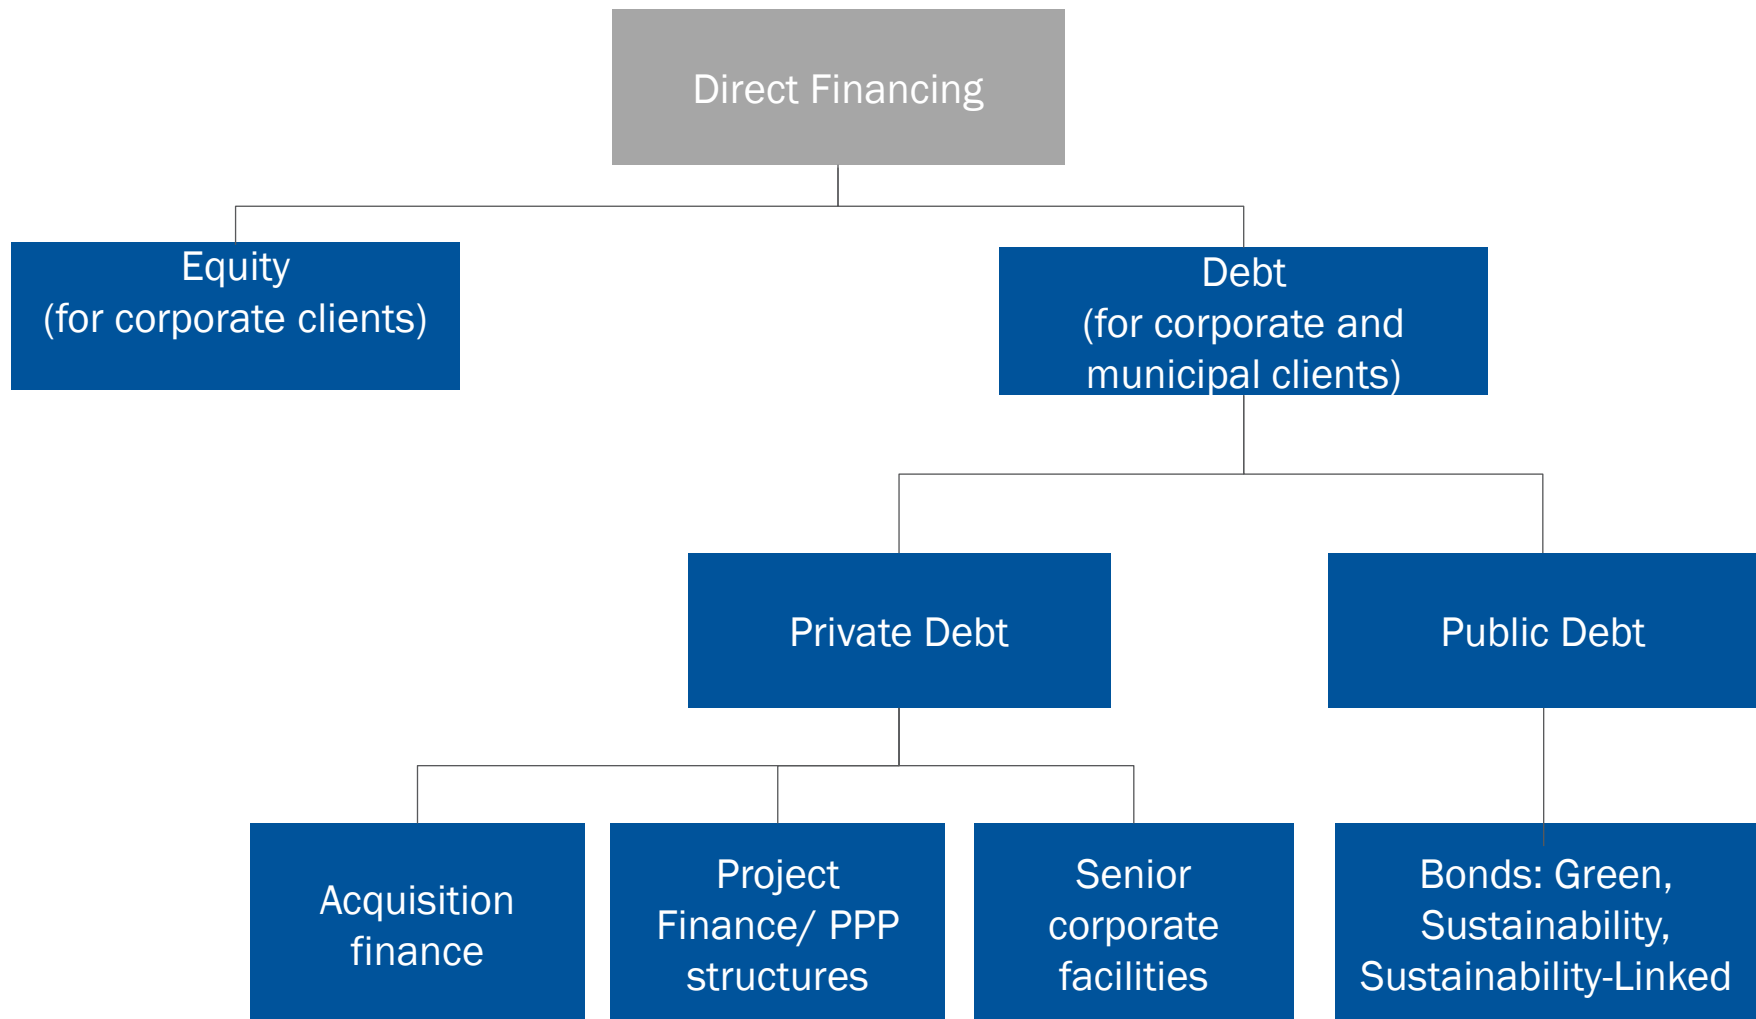 Direct Financing
Equity
(for corporate clients)
Debt
(for corporate and
municipal clients)
Private Debt
Public Debt
Acquisition
finance
Project
Finance/ PPP
structures
Senior
corporate
facilities
Bonds: Green,
Sustainability,
Sustainability-Linked